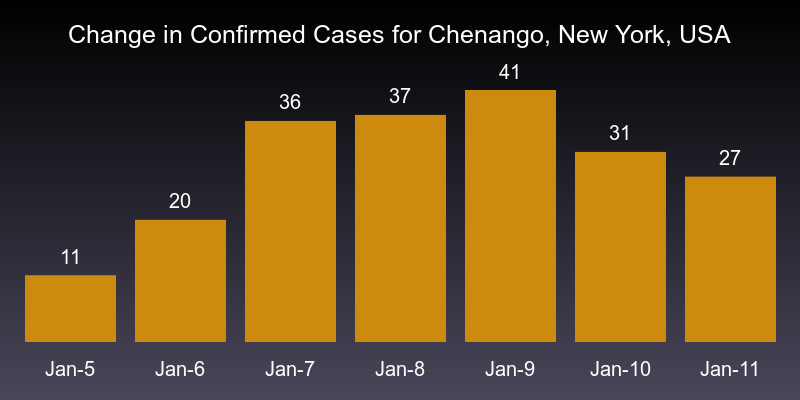 Change in Confirmed Cases for Chenango, New York, USA
11
20
36
37
41
31
27
Jan-5
Jan-6
Jan-7
Jan-8
Jan-9
Jan-10
Jan-11